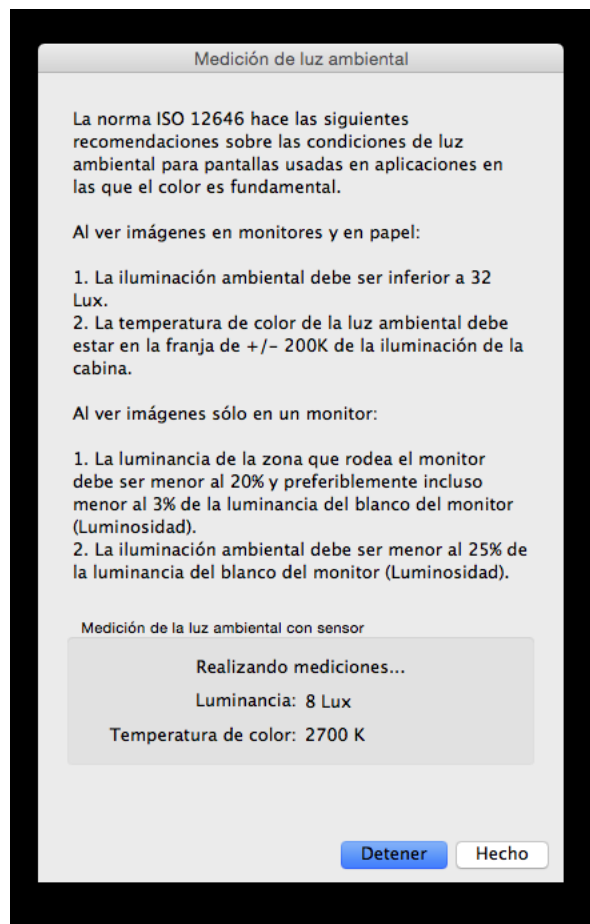 Medición de luz ambiental
La norma ISO 12646 hace las siguientes
recomendaciones sobre las condiciones de luz
ambiental para pantallas usadas en aplicaciones en
las que el color es fundamental.
Al ver imágenes en monitores y en papel:
1. La iluminación ambiental debe ser inferior a 32
Lux.
2. La temperatura de color de la luz ambiental debe
estar en la franja de +/- 200K de la iluminación de la
cabina.
Al ver imágenes sólo en un monitor:
1. La luminancia de la zona que rodea el monitor
debe ser menor al 20% y preferiblemente incluso
menor al 3% de la luminancia del blanco del monitor
(Luminosidad).
2. La iluminación ambiental debe ser menor al 25% de
la luminancia del blanco del monitor (Luminosidad).
Medición de la luz ambiental con sensor
Realizando mediciones...
Luminancia: 8 Lux
Temperatura de color: 2700 K
Detener Hecho